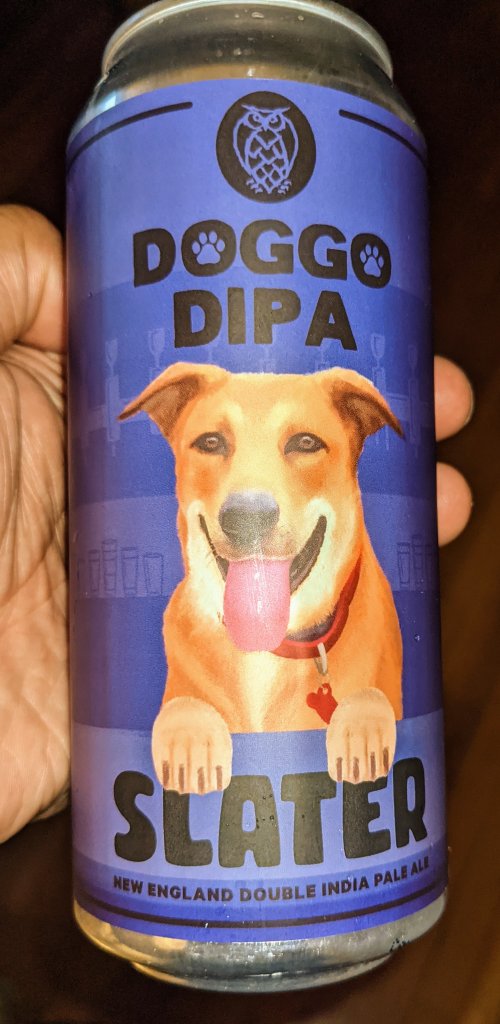 DOGGO
DIPA
SLATER
NEW ENGLAND DOUBLE INDIA PALE ALE